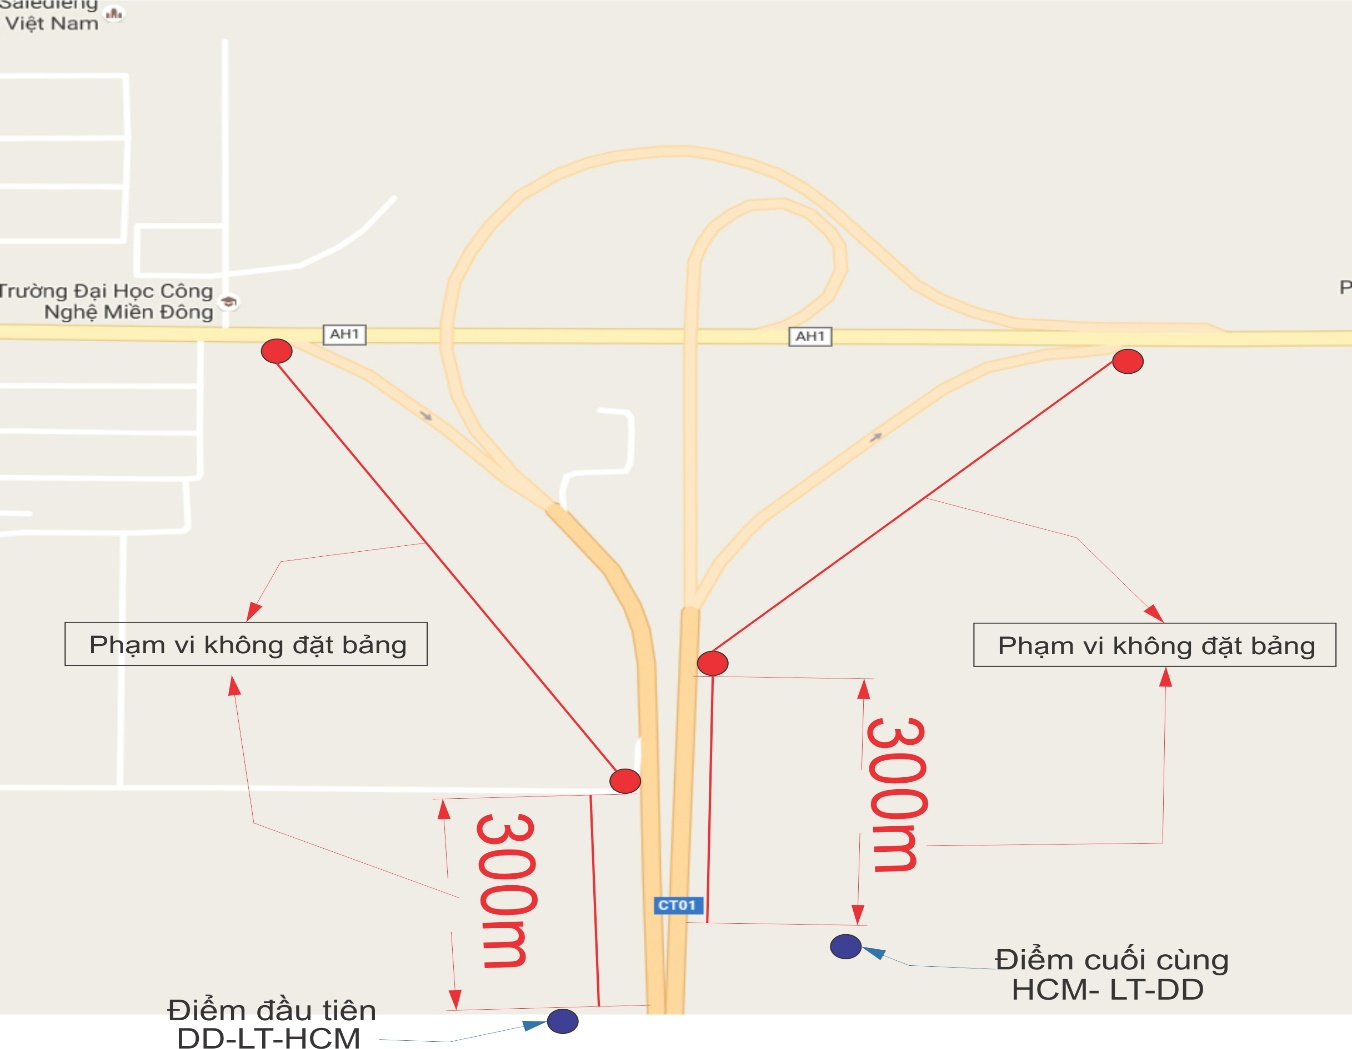 Việt Nam
Trường Đại Học Công
Nghệ Miền Đông
AH1
AH1
Phạm vi không đặt bảng
Phạm vi không đặt bảng
300m
300m
CT01
Điểm cuối cùng
HCM- LT-DD
Điểm đầu tiên
DD-LT-HCM